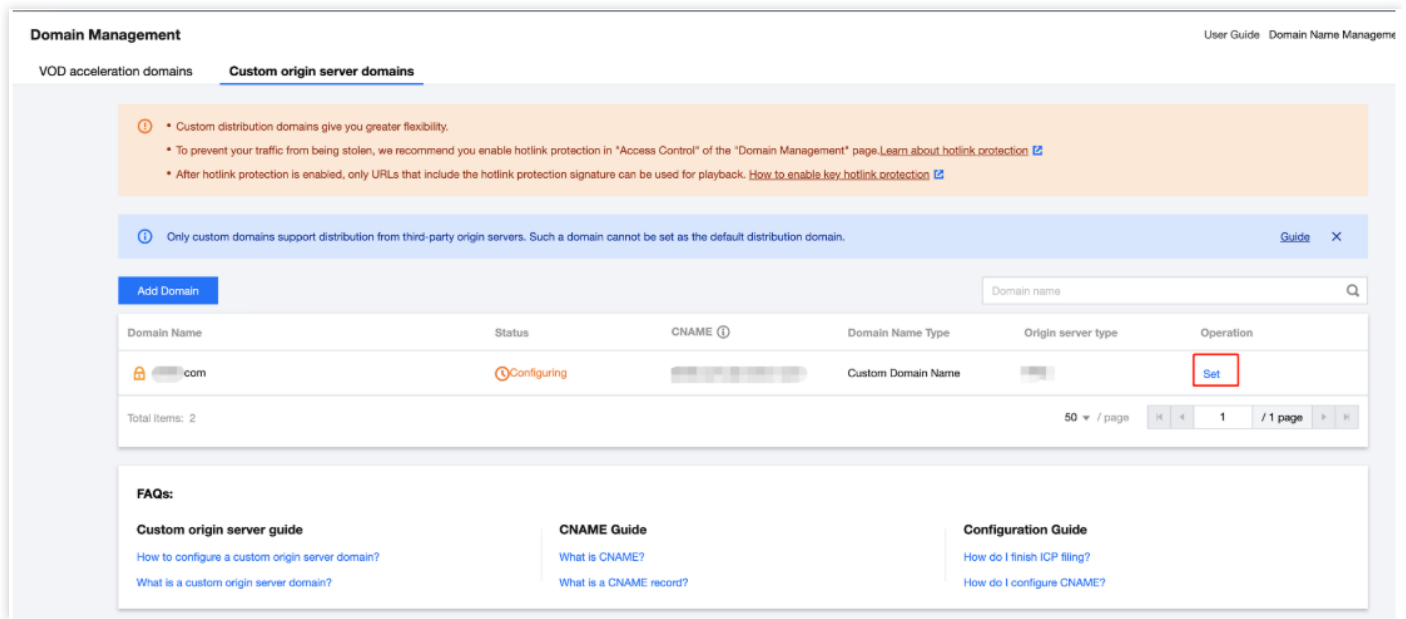 Domain Management
User Guide Domain Name Manageme
VOD acceleration domains Custom origin server domains
• Custom distribution domains give you greater flexibility.
• To prevent your traffic from being stolen, we recommend you enable hotlink protection in "Access Control" of the "Domain Management" page.Learn about hotlink protection
• After hotlink protection is enabled, only URLs that include the hotlink protection signature can be used for playback. How to enable key hotlink protection
Only custom domains support distribution from third-party origin servers. Such a domain cannot be set as the default distribution domain. Guide
Add Domain Domain name
Domain Name Status CNAME Domain Name Type Origin server type Operation
com Configuring Custom Domain Name Set
Total items: 2 50 / page 1 / 1 page
FAQs:
Custom origin server guide CNAME Guide Configuration Guide
How to configure a custom origin server domain? What is CNAME? How do I finish ICP filing?
What is a custom origin server domain? What is a CNAME record? How do I configure CNAME?